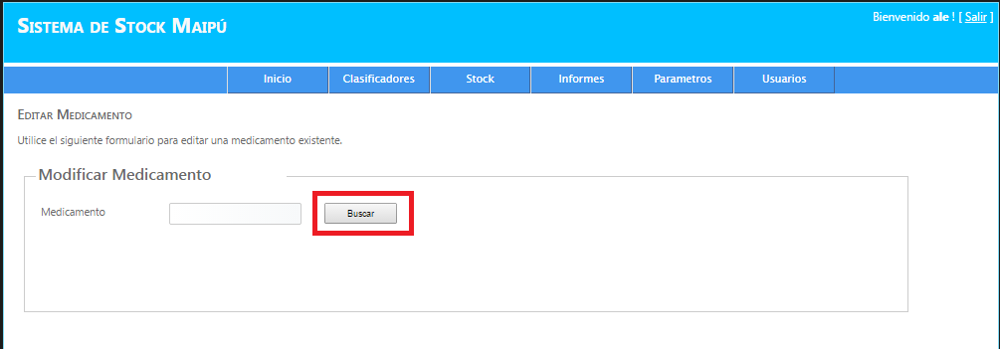 SISTEMA DE STOCK MAIPÚ
Bienvenido ale ! [ Salir ]
Inicio Clasificadores Stock Informes Parametros Usuarios
EDITAR MEDICAMENTO
Utilice el siguiente formulario para editar una medicamento existente.
Modificar Medicamento
Medicamento Buscar